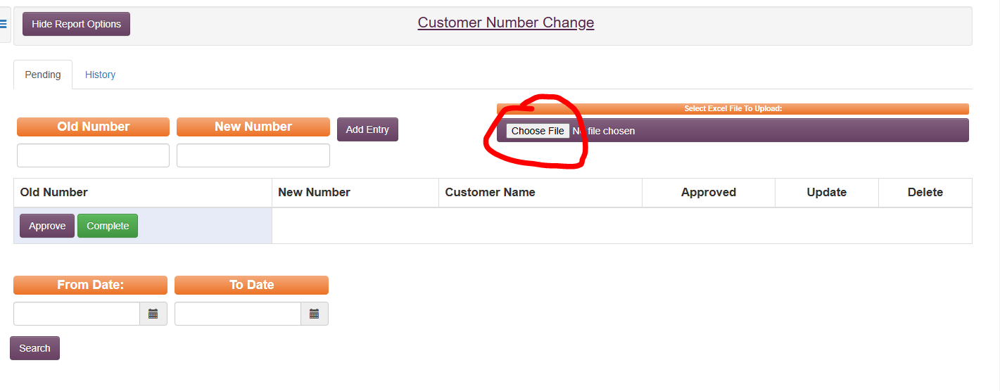 Hide Report Options
Customer Number Change
Pending History
Select Excel File To Upload:
Old Number New Number Add Entry
Choose File No file chosen
Old Number New Number Customer Name Approved Update Delete
Approve Complete
From Date: To Date
Search